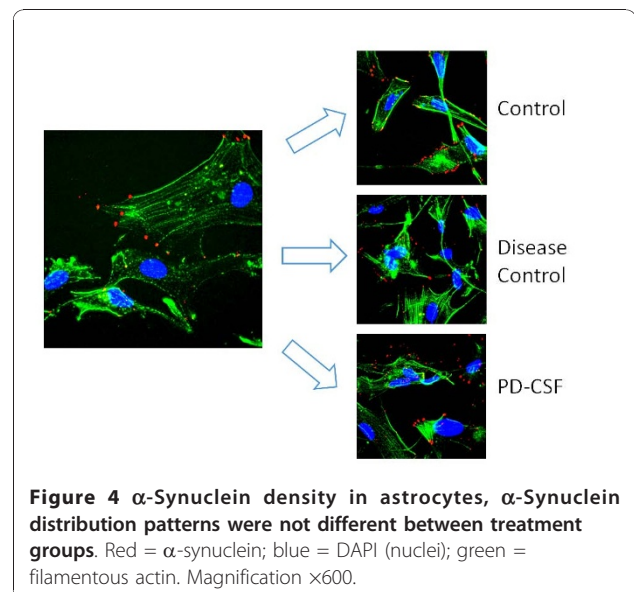 Control
Disease
Control
PD-CSF
Figure 4 α-Synuclein density in astrocytes, α-Synuclein
distribution patterns were not different between treatment
groups. Red = α-synuclein; blue = DAPI (nuclei); green =
filamentous actin. Magnification ×600.